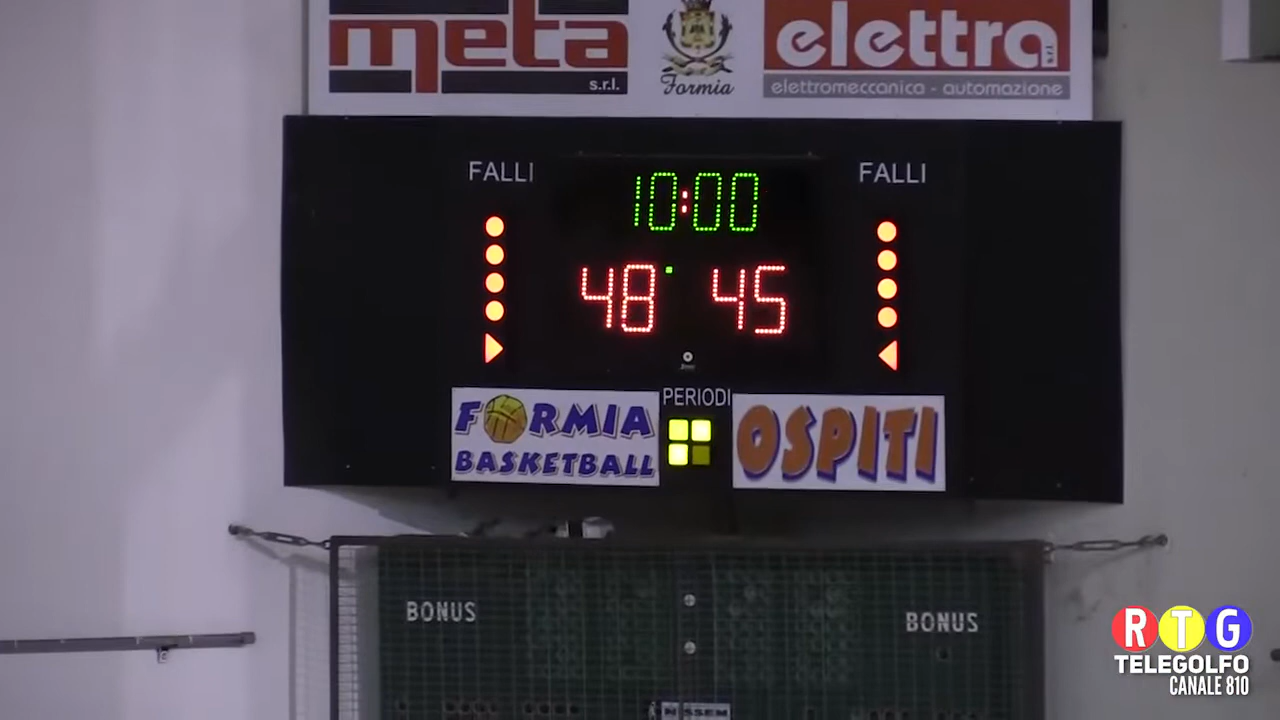 meta
s.r.l.
Formia
elettra s.r.l.
elettromeccanica - automazione
FALLI
10:00
FALLI
48 45
PERIODI
FORMIA
BASKETBALL
OSPITI
BONUS
BONUS
NISSEM
RTG
TELEGOLFO
CANALE 810